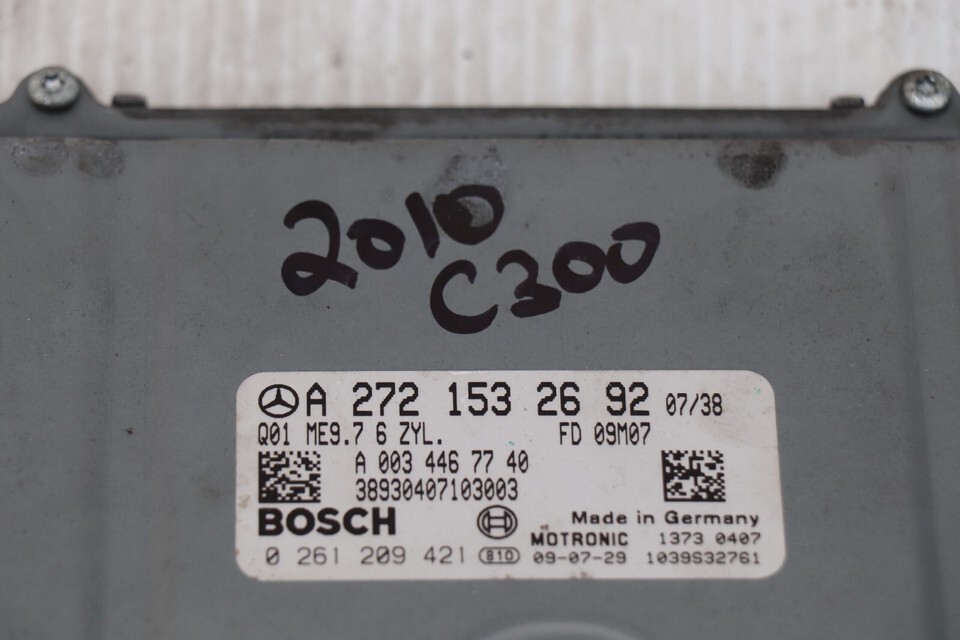 2010
C300
A 272 153 26 92 07/38
Q01 ME9.7 6 ZYL. FD 09M07
A 003 446 77 40
38930407103003
BOSCH Made in Germany
MOTRONIC 1373 0407
0 261 209 421 810 09-07-29 1039S32761